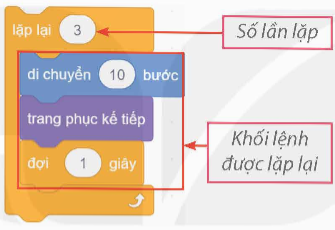 lặp lại 3
Số lần lặp
di chuyển 10 bước
trang phục kế tiếp
đợi 1 giây
Khối lệnh
được lặp lại